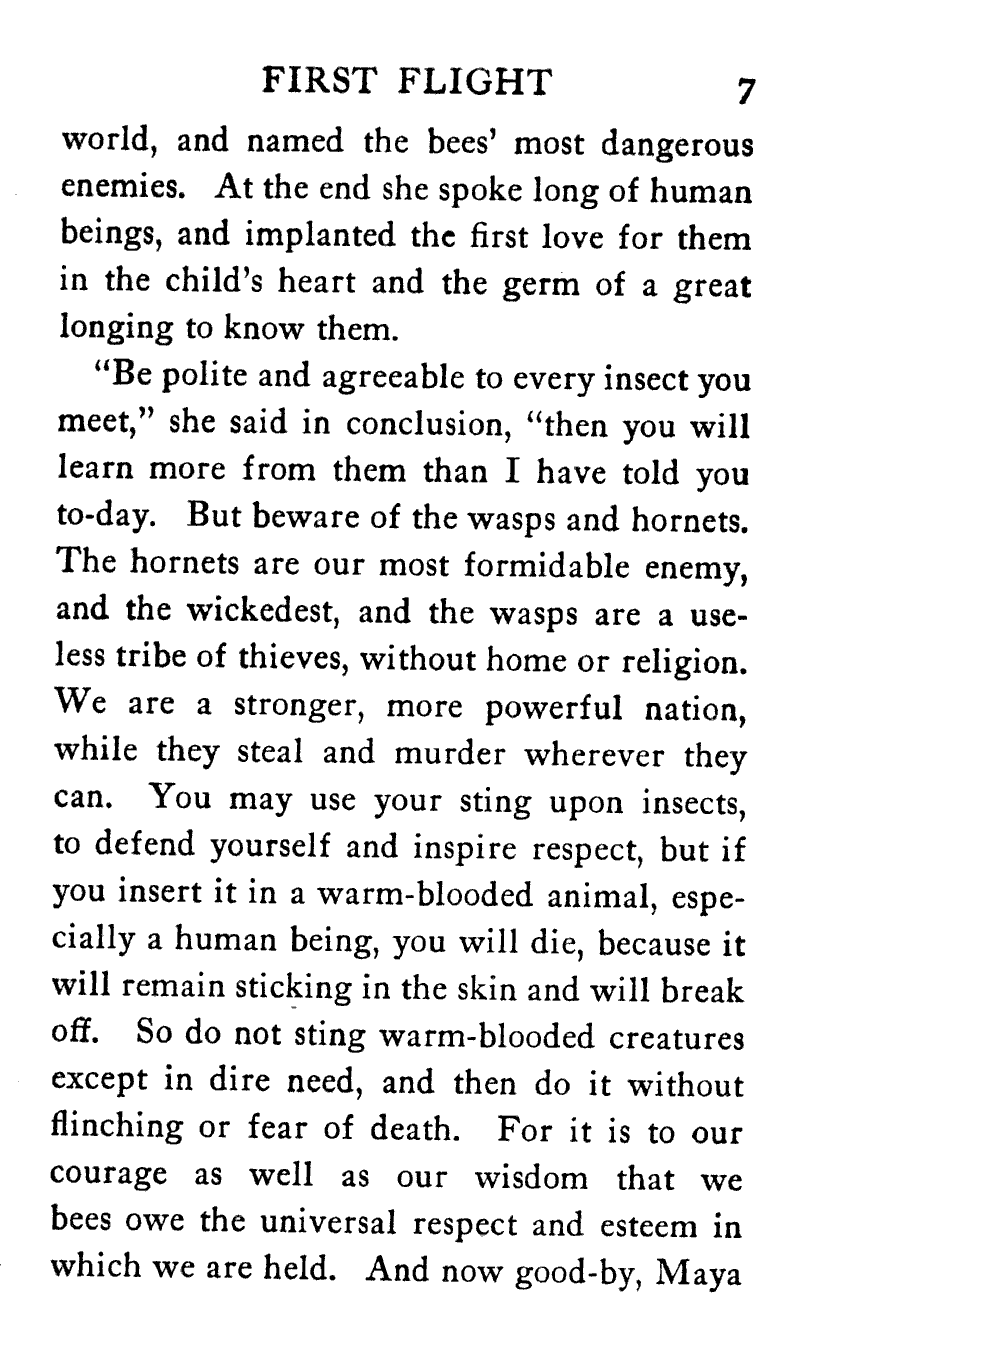 FIRST FLIGHT 7
world, and named the bees’ most dangerous
enemies. At the end she spoke long of human
beings, and implanted the first love for them
in the child’s heart and the germ of a great
longing to know them.
“Be polite and agreeable to every insect you
meet,” she said in conclusion, “then you will
learn more from them than I have told you
to-day. But beware of the wasps and hornets.
The hornets are our most formidable enemy,
and the wickedest, and the wasps are a use-
less tribe of thieves, without home or religion.
We are a stronger, more powerful nation,
while they steal and murder wherever they
can. You may use your sting upon insects,
to defend yourself and inspire respect, but if
you insert it in a warm-blooded animal, espe-
cially a human being, you will die, because it
will remain sticking in the skin and will break
off. So do not sting warm-blooded creatures
except in dire need, and then do it without
flinching or fear of death. For it is to our
courage as well as our wisdom that we
bees owe the universal respect and esteem in
which we are held. And now good-by, Maya